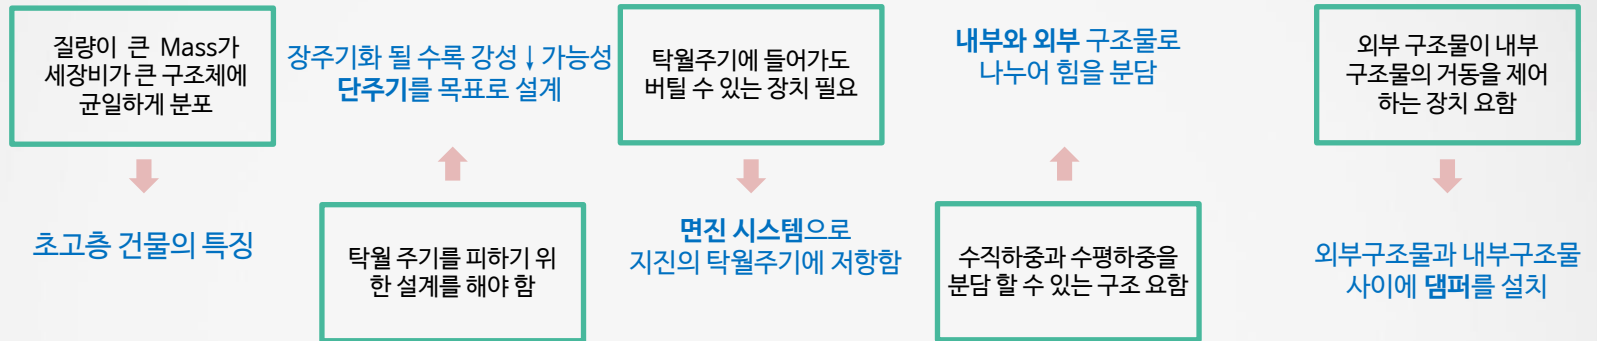 질량이 큰 Mass가
세장비가 큰 구조체에
균일하게 분포
초고층 건물의 특징
장주기화 될 수록 강성↓가능성
단주기를 목표로 설계
탁월 주기를 피하기 위
한 설계를 해야 함
탁월주기에 들어가도
버틸 수 있는 장치 필요
면진 시스템으로
지진의 탁월주기에 저항함
내부와 외부 구조물로
나누어 힘을 분담
수직하중과 수평하중을
분담 할 수 있는 구조 요함
외부 구조물이 내부
구조물의 거동을 제어
하는 장치 요함
외부구조물과 내부구조물
사이에 댐퍼를 설치